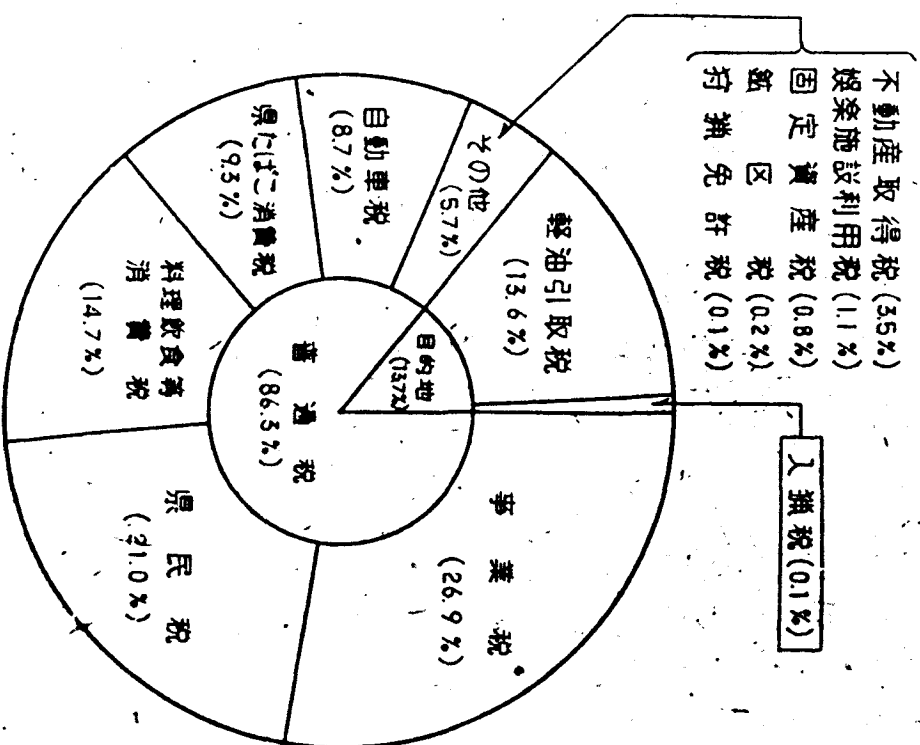 不動産取得税(3.5%)
娯楽施設利用税(1.1%)
固定資産税(0.8%)
鉱区税(0.2%)
狩猟免許税(0.1%)
入猟税(0.1%)
軽油引取税
(13.6%)
その他
(5.7%)
自動車税
(8.7%)
県たばこ消費税
(9.3%)
料理飲食等
消費税
(14.7%)
県民税
(21.0%)
事業税
(26.9%)
目的地
(13.7%)
普通税
(86.3%)